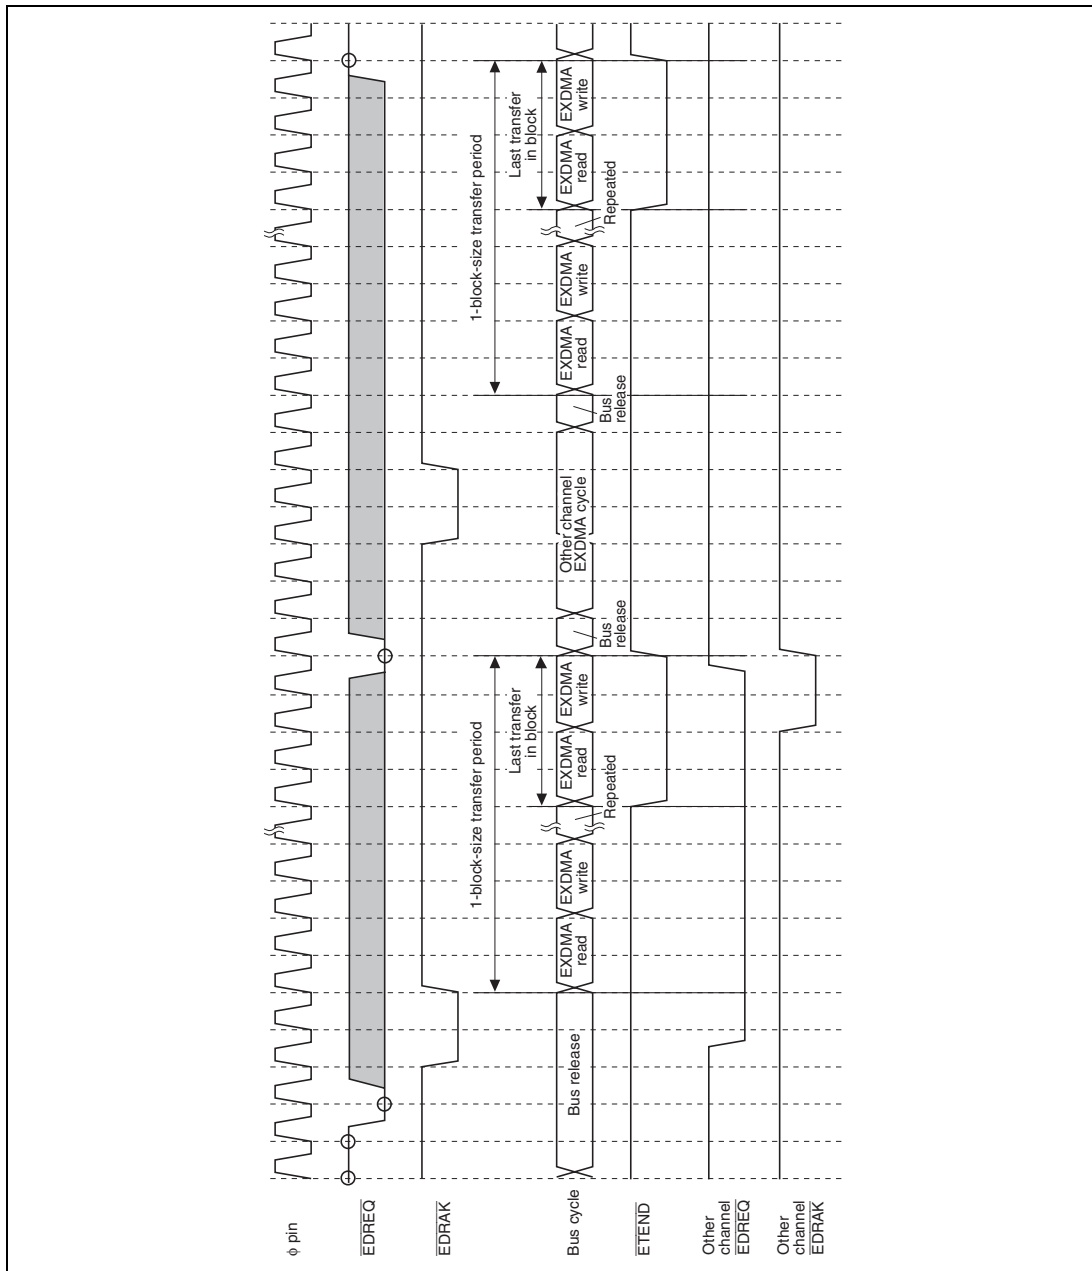 φ pin
EDREQ
EDRAK
1-block-size transfer period
1-block-size transfer period
Last transfer
in block
Last transfer
in block
Bus cycle
Bus release
EXDMA
read
EXDMA
write
Repeated
EXDMA
read
EXDMA
write
Bus
release
Other channel
EXDMA cycle
Bus
release
EXDMA
read
EXDMA
write
Repeated
EXDMA
read
EXDMA
write
ETEND
Other
channel
EDREQ
Other
channel
EDRAK